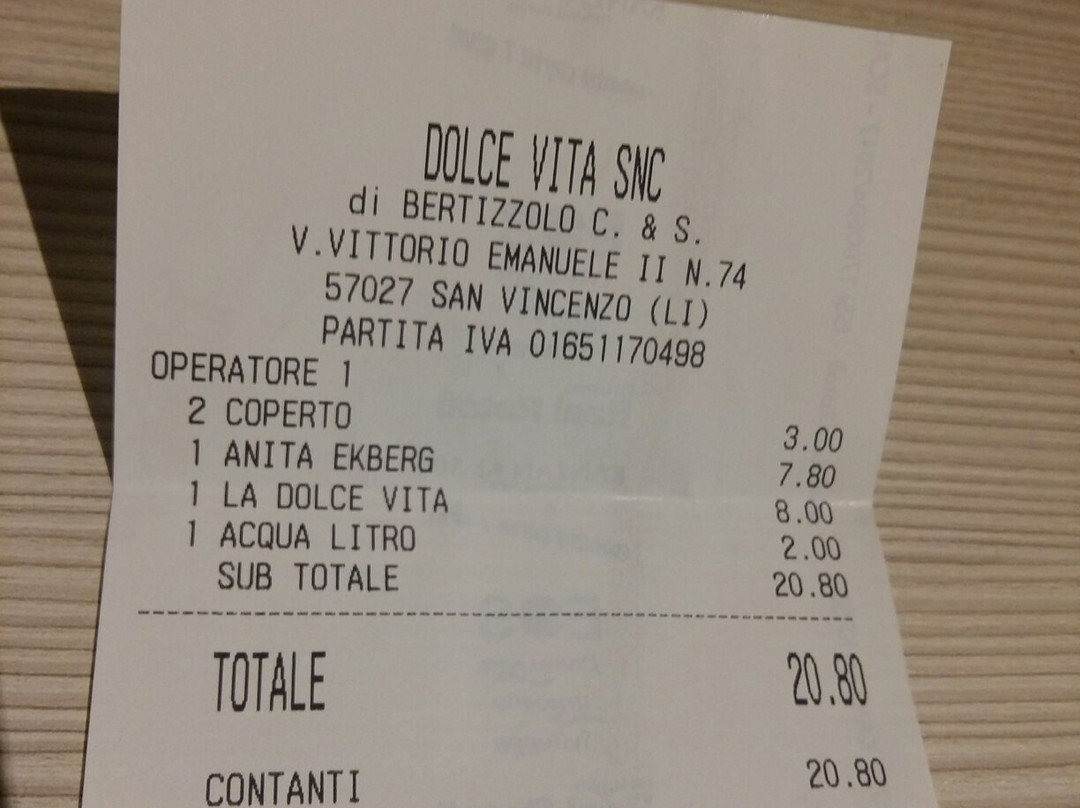 DOLCE VITA SNC
di BERTIZZOLO C. & S.
V.VITTORIO EMANUELE II N.74
57027 SAN VINCENZO (LI)
PARTITA IVA 01651170498
OPERATORE 1
2 COPERTO 3.00
1 ANITA EKBERG 7.80
1 LA DOLCE VITA 8.00
1 ACQUA LITRO 2.00
SUB TOTALE 20.80
TOTALE 20.80
CONTANTI 20.80